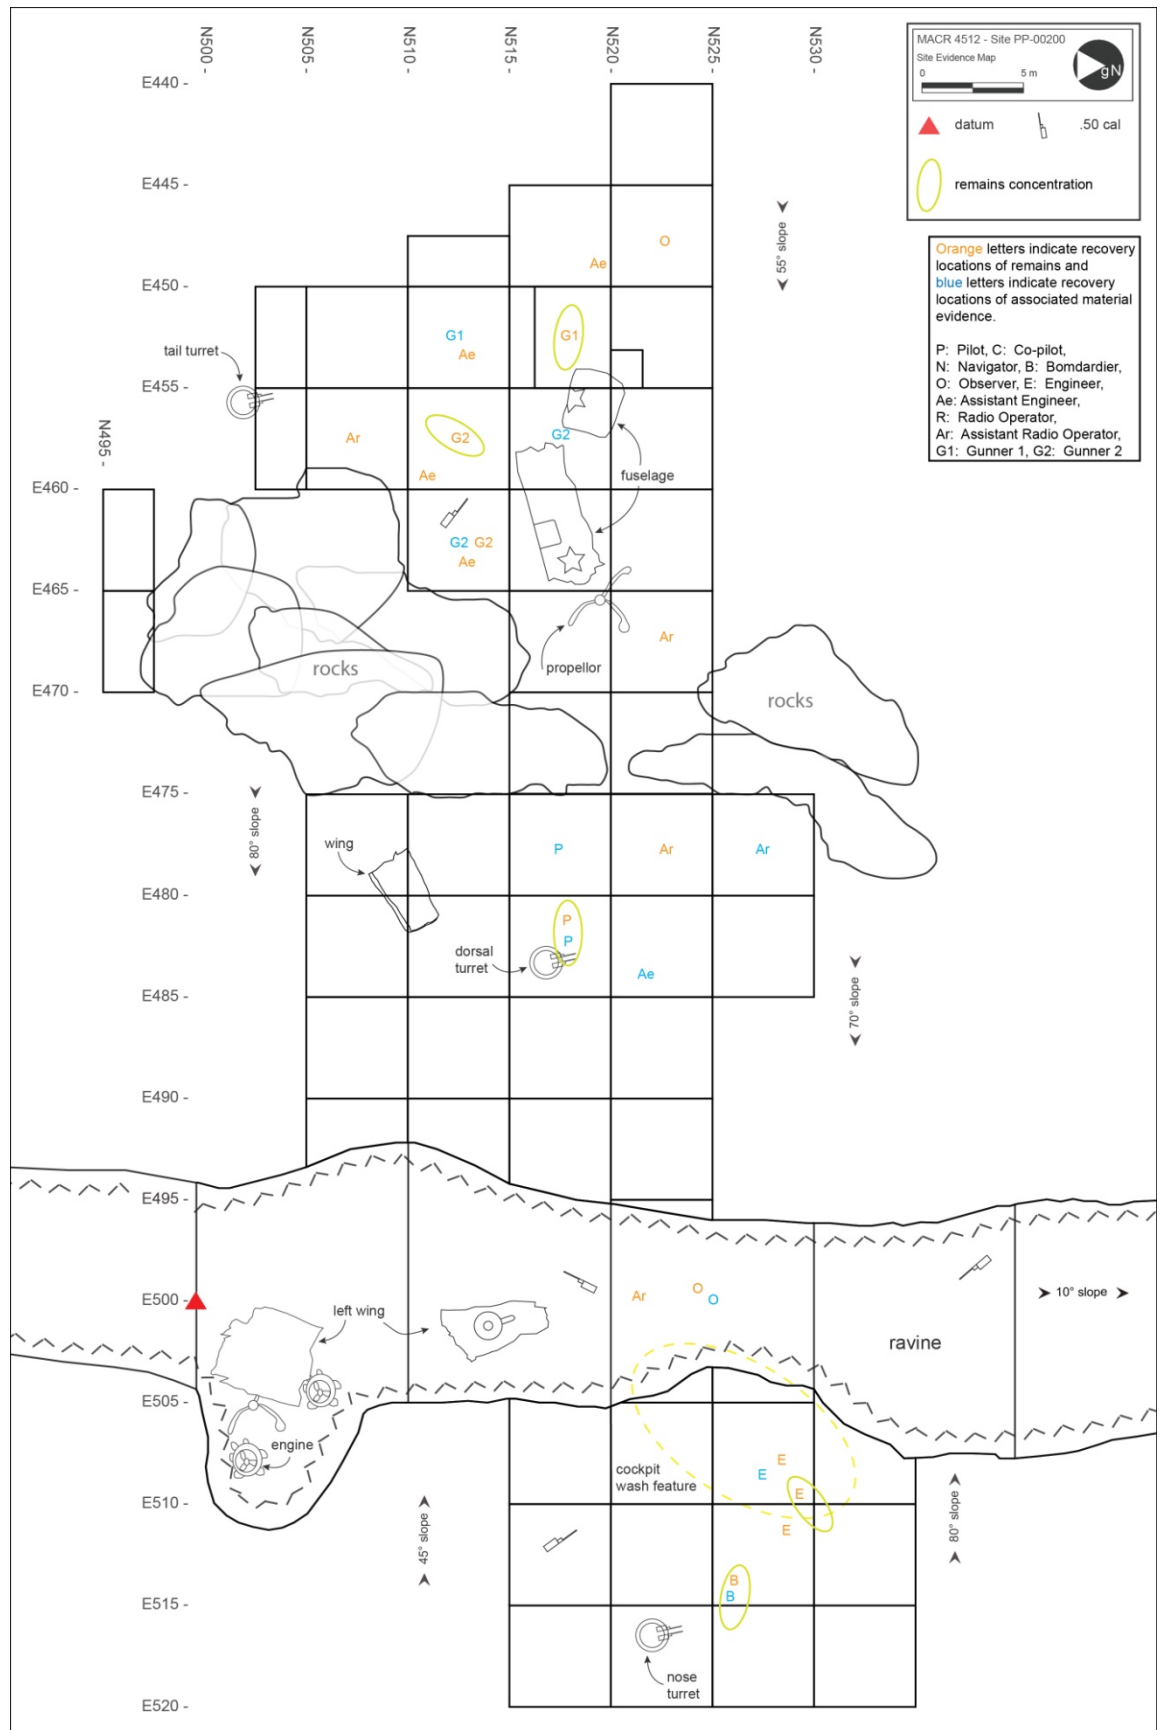 N500 -
N505 -
N510 -
N515 -
N520 -
N525 -
N530 -
MACR 4512 - Site PP-00200
Site Evidence Map
0 5 m
gN
datum
.50 cal
remains concentration
Orange letters indicate recovery
locations of remains and
blue letters indicate recovery
locations of associated material
evidence.
P: Pilot, C: Co-pilot,
N: Navigator, B: Bomdardier,
O: Observer, E: Engineer,
Ae: Assistant Engineer,
R: Radio Operator,
Ar: Assistant Radio Operator,
G1: Gunner 1, G2: Gunner 2
E440 -
E445 -
55° slope
O
Ae
E450 -
G1
G1
Ae
tail turret
E455 -
N495 -
Ar
G2
G2
Ae
fuselage
E460 -
G2 G2
Ae
E465 -
Ar
rocks
propellor
E470 -
rocks
E475 -
80° slope
wing
P
Ar
Ar
E480 -
P
P
dorsal
turret
Ae
70° slope
E485 -
E490 -
E495 -
E500 -
left wing
Ar
O
O
10° slope
ravine
E505 -
engine
cockpit
wash feature
E
E
E
E510 -
E
45° slope
80° slope
B
B
E515 -
nose
turret
E520 -